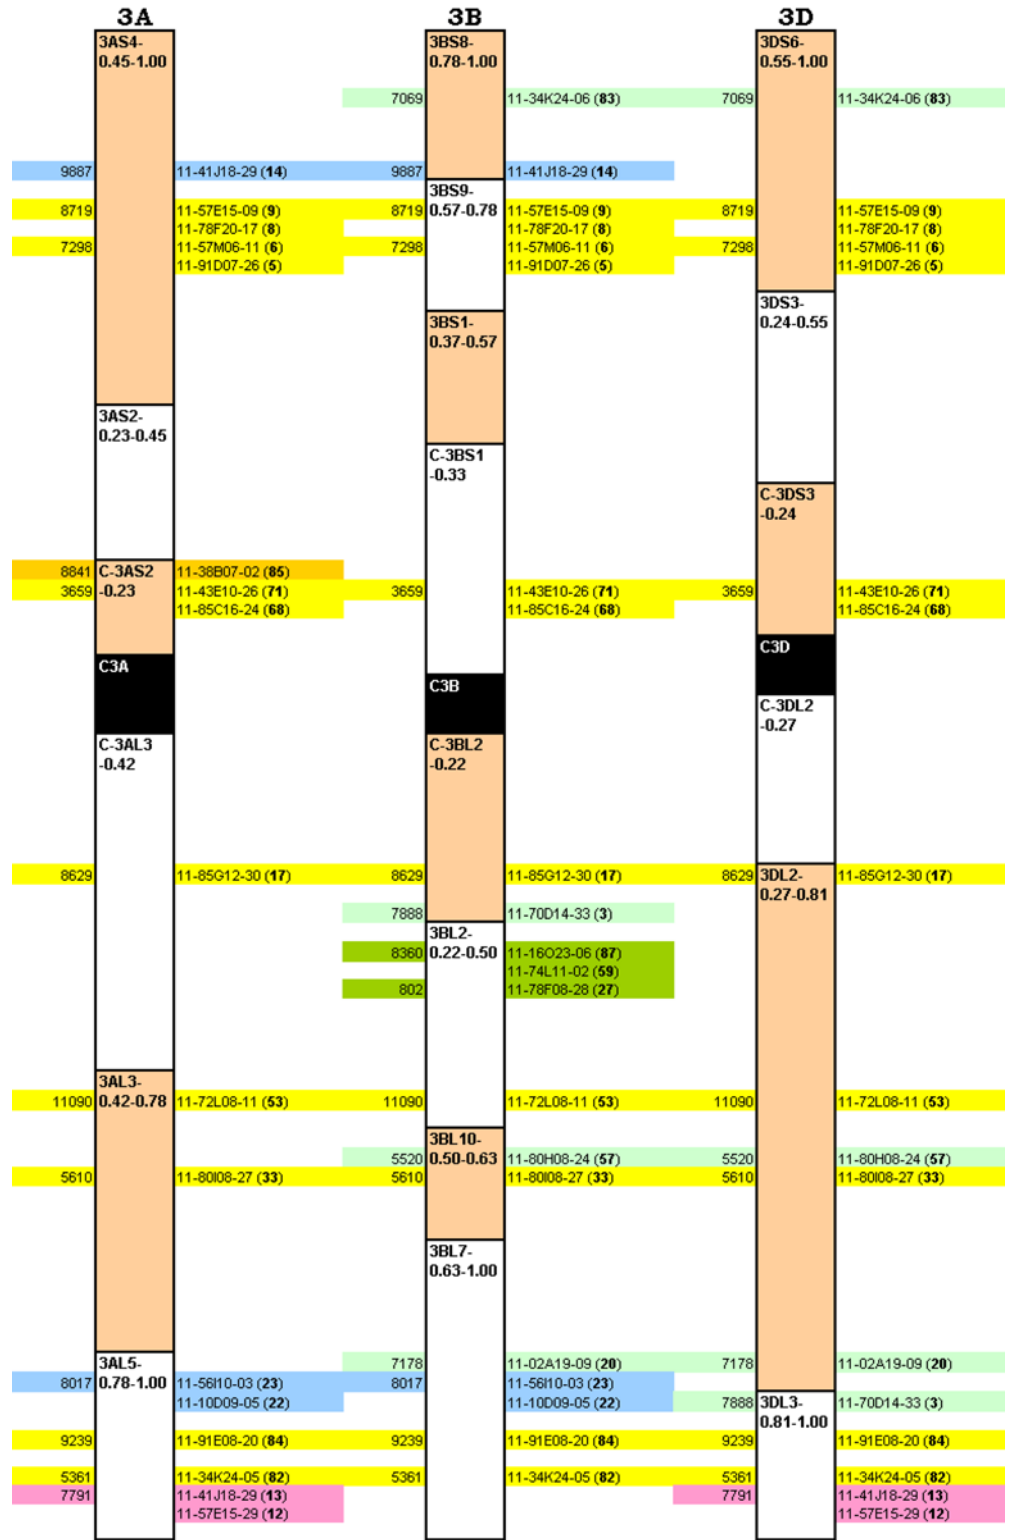 3A 3B 3D
3AS4- 3BS8- 3DS6-
0.45-1.00 0.78-1.00 0.55-1.00
7069 11-34K24-06 (83) 7069 11-34K24-06 (83)
9887 11-41J18-29 (14) 9887 11-41J18-29 (14)
3BS9-
8719 11-57E15-09 (9) 8719 0.57-0.78 11-57E15-09 (9) 8719 11-57E15-09 (9)
11-78F20-17 (8) 11-78F20-17 (8) 11-78F20-17 (8)
7298 11-57M06-11 (6) 7298 11-57M06-11 (6) 7298 11-57M06-11 (6)
11-91D07-26 (5) 11-91D07-26 (5) 11-91D07-26 (5)
3DS3-
3BS1- 0.24-0.55
0.37-0.57
3AS2-
0.23-0.45
C-3BS1
-0.33
C-3DS3
-0.24
8841 C-3AS2 11-38B07-02 (85)
3659 -0.23 11-43E10-26 (71) 3659 11-43E10-26 (71) 3659 11-43E10-26 (71)
11-85C16-24 (68) 11-85C16-24 (68) 11-85C16-24 (68)
C3D
C3A
C3B
C-3DL2
-0.27
C-3AL3 C-3BL2
-0.42 -0.22
8629 11-85G12-30 (17) 8629 11-85G12-30 (17) 8629 3DL2- 11-85G12-30 (17)
0.27-0.81
7888 11-70D14-33 (3)
3BL2-
8360 0.22-0.50 11-16O23-06 (87)
11-74L11-02 (59)
802 11-78F08-28 (27)
3AL3-
11090 0.42-0.78 11-72L08-11 (53) 11090 11-72L08-11 (53) 11090 11-72L08-11 (53)
3BL10-
5520 0.50-0.63 11-80H08-24 (57) 5520 11-80H08-24 (57)
5610 11-80I08-27 (33) 5610 11-80I08-27 (33) 5610 11-80I08-27 (33)
3BL7-
0.63-1.00
3AL5- 7178 11-02A19-09 (20) 7178 11-02A19-09 (20)
8017 0.78-1.00 11-56I10-03 (23) 8017 11-56I10-03 (23)
11-10D09-05 (22) 11-10D09-05 (22) 7888 3DL3- 11-70D14-33 (3)
0.81-1.00
9239 11-91E08-20 (84) 9239 11-91E08-20 (84) 9239 11-91E08-20 (84)
5361 11-34K24-05 (82) 5361 11-34K24-05 (82) 5361 11-34K24-05 (82)
7791 11-41J18-29 (13) 7791 11-41J18-29 (13)
11-57E15-29 (12) 11-57E15-29 (12)